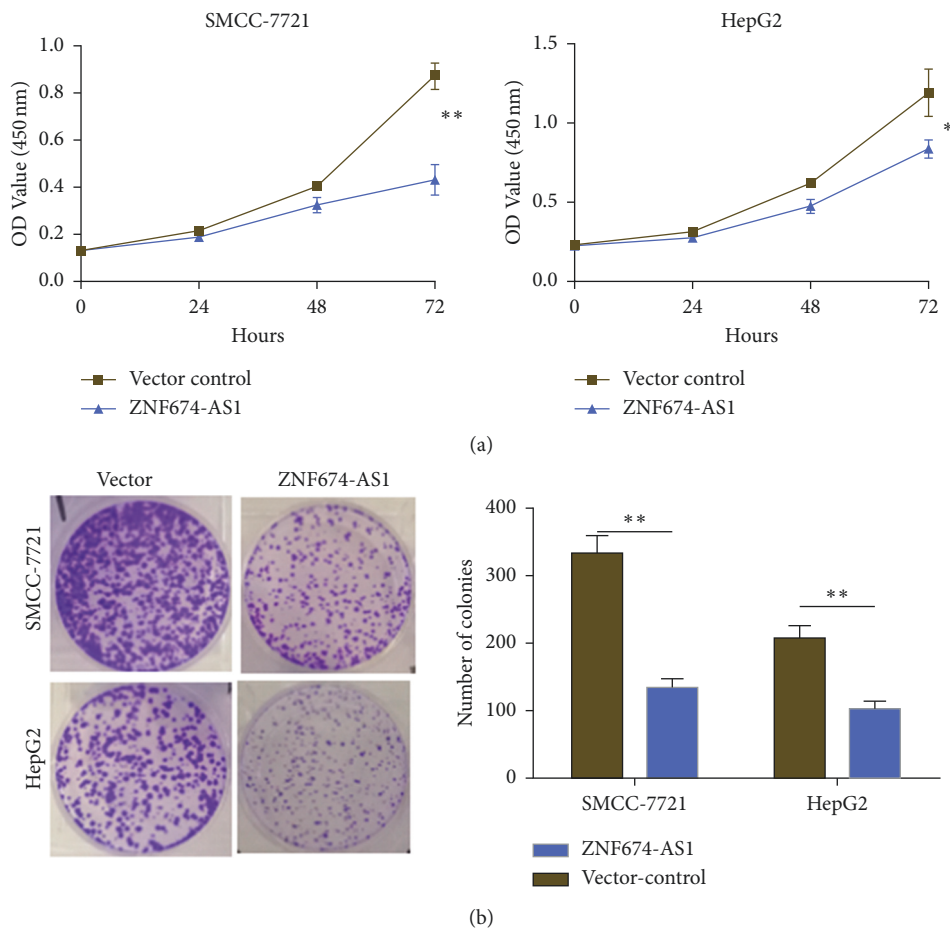 SMCC-7721
OD Value (450 nm)
1.0
0.8
0.6
0.4
0.2
0.0
**
0
24
48
72
Hours
Vector control
ZNF674-AS1
HepG2
OD Value (450 nm)
1.5
1.0
0.5
0.0
*
0
24
48
72
Hours
Vector control
ZNF674-AS1
(a)
Vector
ZNF674-AS1
SMCC-7721
HepG2
Number of colonies
400
300
200
100
0
**
**
SMCC-7721
HepG2
ZNF674-AS1
Vector-control
(b)